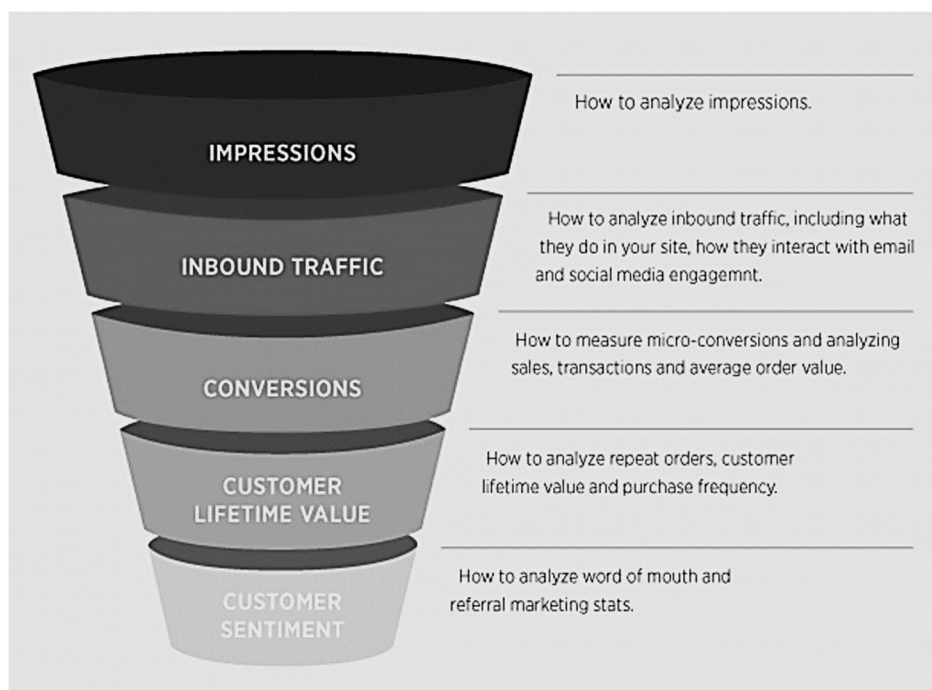 IMPRESSIONS
How to analyze impressions.
INBOUND TRAFFIC
How to analyze inbound traffic, including what
they do in your site, how they interact with email
and social media engagemnt.
CONVERSIONS
How to measure micro-conversions and analyzing
sales, transactions and average order value.
CUSTOMER
LIFETIME VALUE
How to analyze repeat orders, customer
lifetime value and purchase frequency.
CUSTOMER
SENTIMENT
How to analyze word of mouth and
referral marketing stats.